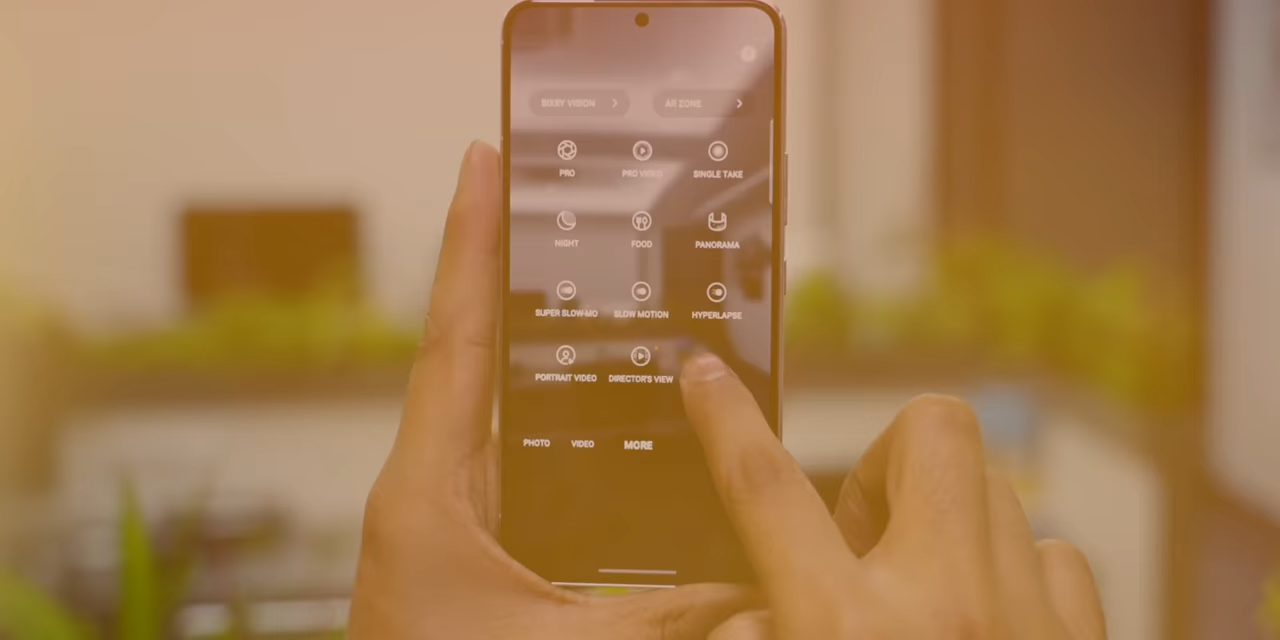 BIXBY VISION AR ZONE
PRO PRO VIDEO SINGLE TAKE
NIGHT FOOD PANORAMA
SUPER SLOW-MO SLOW MOTION HYPERLAPSE
PORTRAIT VIDEO DIRECTOR'S VIEW
PHOTO VIDEO MORE